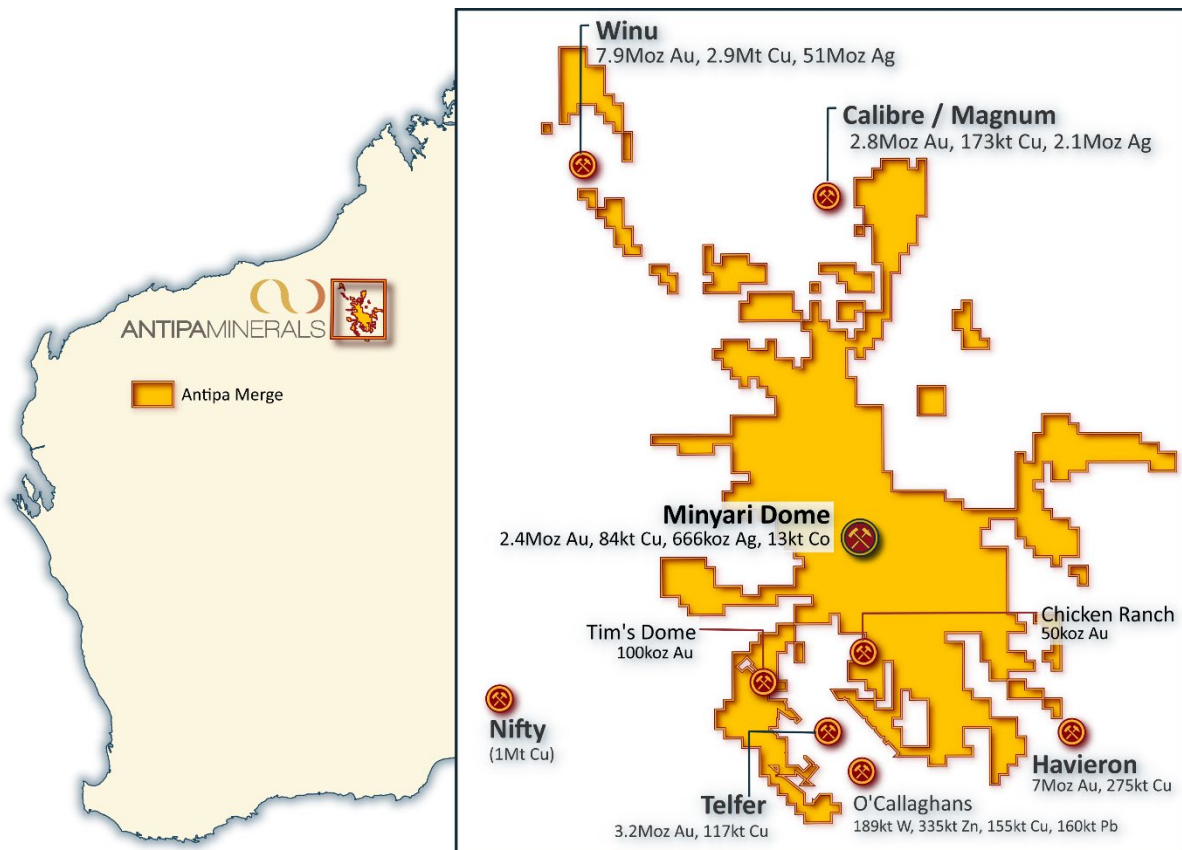 Winu
7.9Moz Au, 2.9Mt Cu, 51Moz Ag
Calibre / Magnum
2.8Moz Au, 173kt Cu, 2.1Moz Ag
ANTIPAMINERALS
Antipa Merge
Minyari Dome
2.4Moz Au, 84kt Cu, 666koz Ag, 13kt Co
Chicken Ranch
50koz Au
Tim's Dome
100koz Au
Nifty
(1Mt Cu)
Telfer
3.2Moz Au, 117kt Cu
O'Callaghans
189kt W, 335kt Zn, 155kt Cu, 160kt Pb
Havieron
7Moz Au, 275kt Cu